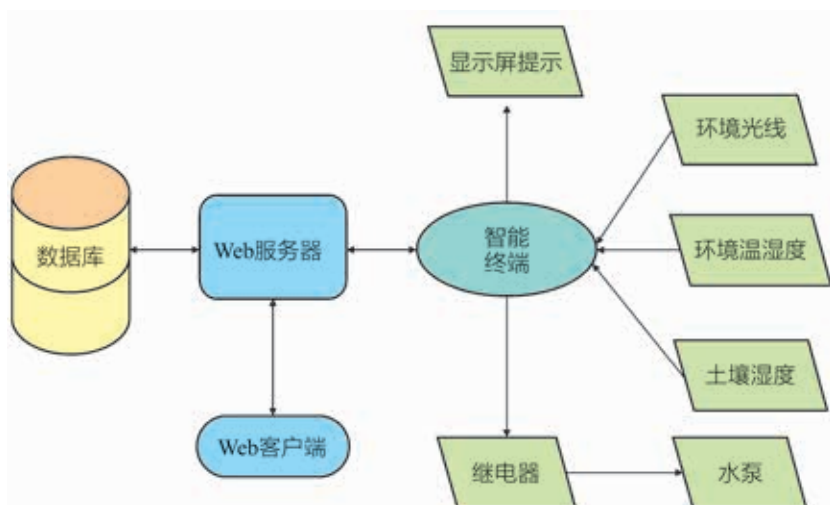 显示屏提示
环境光线
数据库
Web服务器
智能
终端
环境温湿度
土壤湿度
Web客户端
继电器
水泵